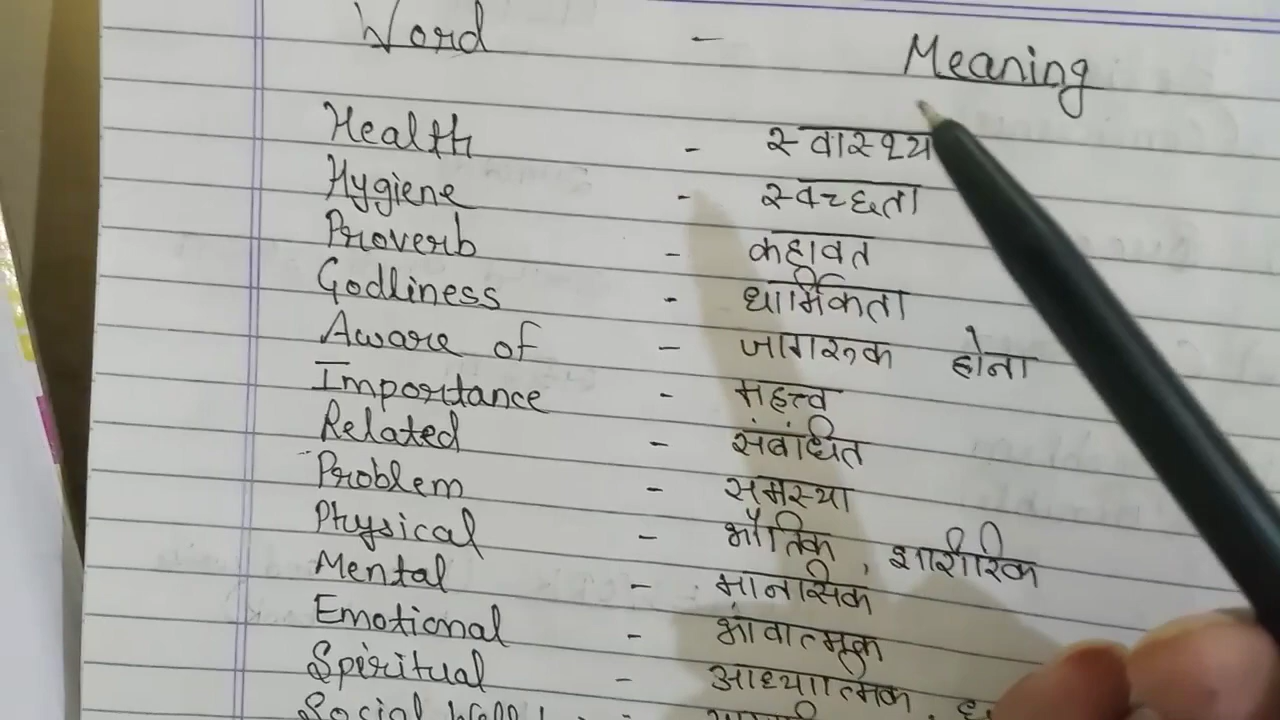 Word - Meaning
Health - स्वास्थ्य
Hygiene - स्वच्छता
Proverb - कहावत
Godliness - धार्मिकता
Aware of - जागरूक होना
Importance - महत्त्व
Related - संबंधित
Problem - समस्या
Physical - भौतिक, शारीरिक
Mental - मानसिक
Emotional - भांवात्मक
Spiritual - आध्यात्मिक,
Social